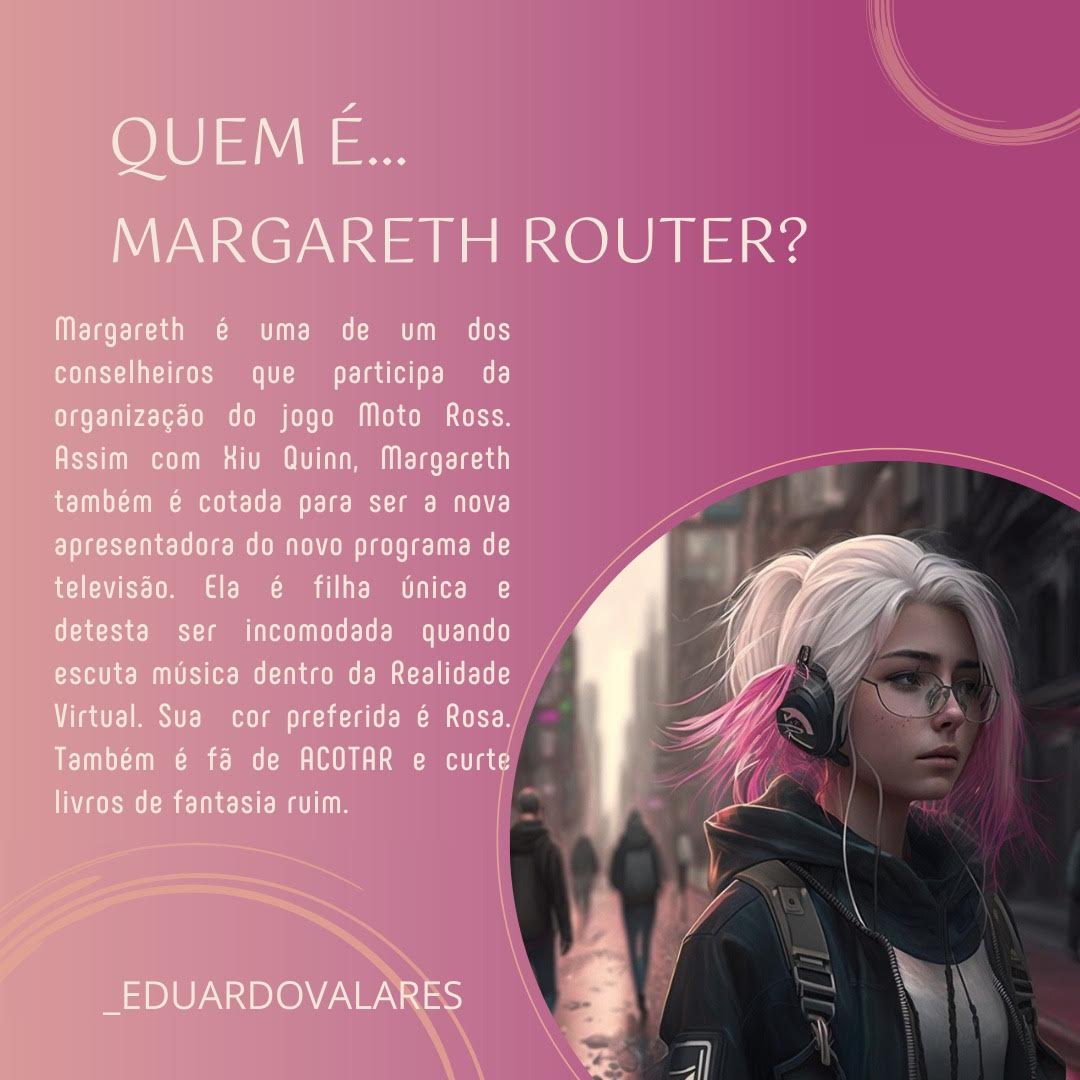 QUEM É...
MARGARETH ROUTER?
Margareth é uma de um dos
conselheiros que participa da
organização do jogo Moto Ross.
Assim com Xiu Quinn, Margareth
também é cotada para ser a nova
apresentadora do novo programa de
televisão. Ela é filha única e
detesta ser incomodada quando
escuta música dentro da Realidade
Virtual. Sua cor preferida é Rosa.
Também é fã de ACOTAR e curte
livros de fantasia ruim.
_EDUARDOVALARES